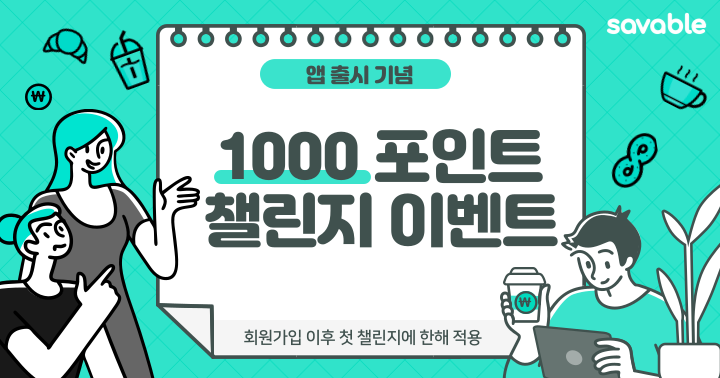 savable
앱 출시 기념
1000 포인트
챌린지 이벤트
회원가입 이후 첫 챌린지에 한해 적용
₩
₩